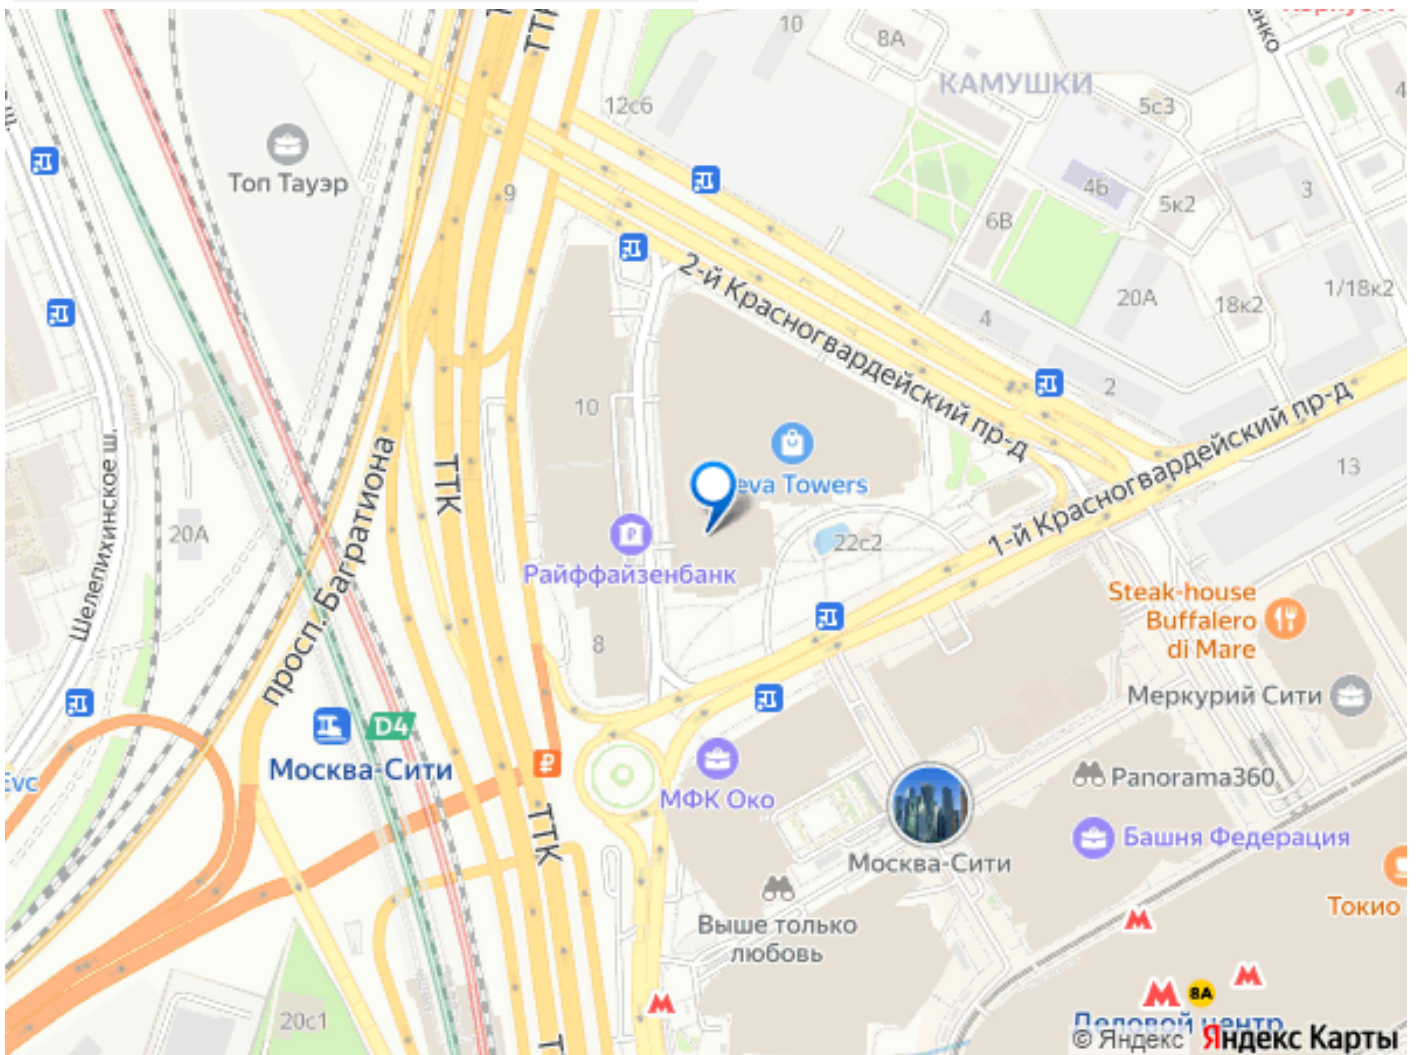 ТТК
10
8А
КАМУШКИ
12с6
5с3
Топ Тауэр
9
4Б
5к2
3
6В
2-й Красногвардейский пр-д
20А
18к2
1/18к2
4
2
10
1-й Красногвардейский пр-д
13
ТТК
просп. Багратиона
Шелепихинское ш.
20А
eva Towers
22с2
Райффайзенбанк
8
Steak-house
Buffalero
di Mare
Меркурий Сити
D4
Москва-Сити
₽
МФК Око
Panorama360
ТТК
Москва-Сити
Башня Федерация
Токио
Выше только
любовь
20с1
8А
Деловой центр
© Яндекс Яндекс Карты